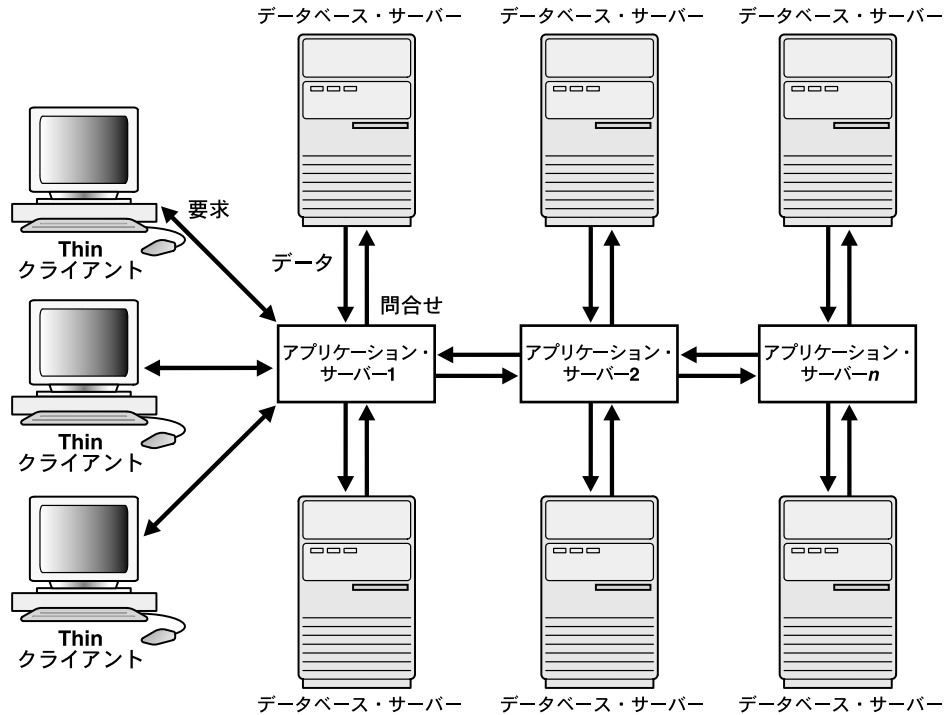 データベース・サーバー
データベース・サーバー
データベース・サーバー
要求
Thin
クライアント
データ
問合せ
アプリケーション・
サーバー1
アプリケーション・
サーバー2
アプリケーション・
サーバーn
Thin
クライアント
Thin
クライアント
データベース・サーバー
データベース・サーバー
データベース・サーバー